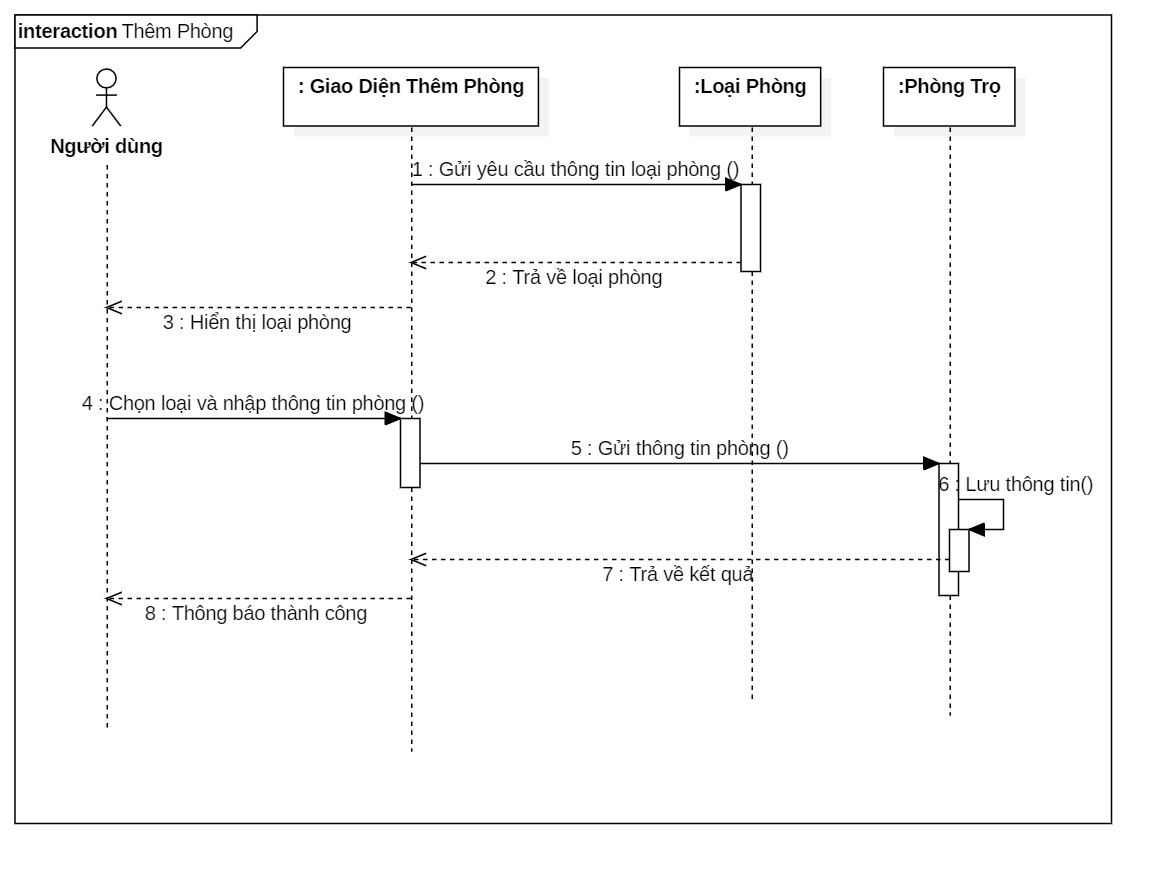 interaction Thêm Phòng
: Giao Diện Thêm Phòng
:Loại Phòng
:Phòng Trọ
Người dùng
1 : Gửi yêu cầu thông tin loại phòng ()
2 : Trả về loại phòng
3 : Hiển thị loại phòng
4 : Chọn loại và nhập thông tin phòng ()
5 : Gửi thông tin phòng ()
6 : Lưu thông tin()
7 : Trả về kết quả
8 : Thông báo thành công